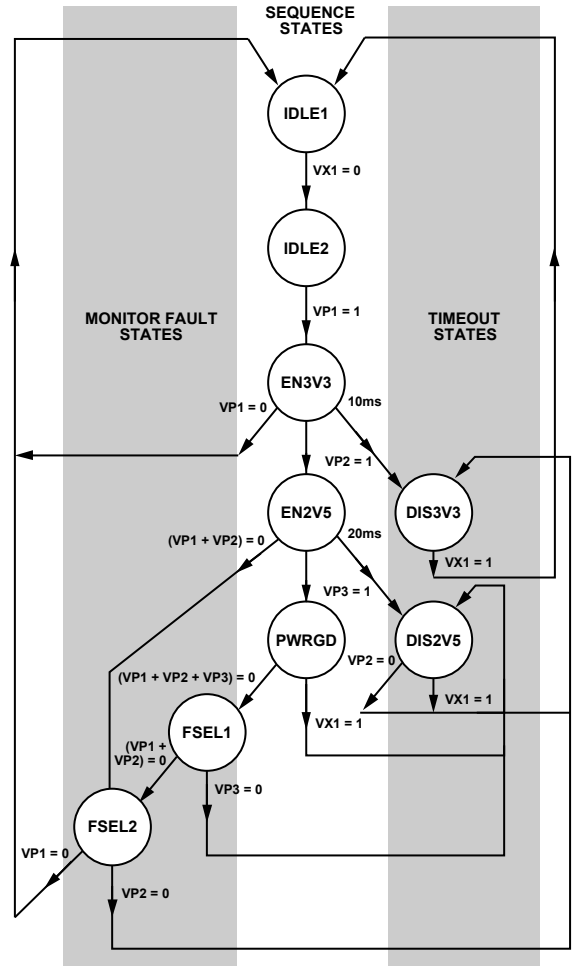 SEQUENCE
STATES
IDLE1
VX1 = 0
IDLE2
MONITOR FAULT
STATES
VP1 = 1
TIMEOUT
STATES
EN3V3
VP1 = 0
10ms
VP2 = 1
EN2V5
DIS3V3
(VP1 + VP2) = 0
20ms
VX1 = 1
VP3 = 1
PWRGD
DIS2V5
VP2 = 0
(VP1 + VP2 + VP3) = 0
VX1 = 1
FSEL1
VX1 = 1
(VP1 +
VP2) = 0
VP3 = 0
FSEL2
VP1 = 0
VP2 = 0